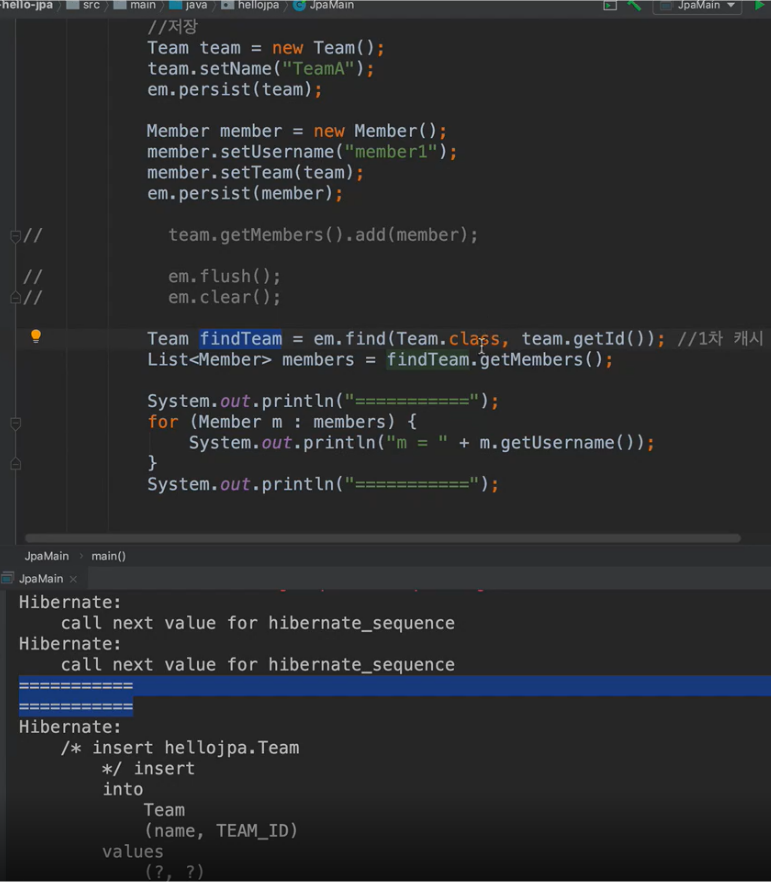 hello-jpa src main java hellojpa JpaMain JpaMain
//저장
Team team = new Team();
team.setName("TeamA");
em.persist(team);
Member member = new Member();
member.setUsername("member1");
member.setTeam(team);
em.persist(member);
// team.getMembers().add(member);
// em.flush();
// em.clear();
Team findTeam = em.find(Team.class, team.getId()); //1차 캐시
List<Member> members = findTeam.getMembers();
System.out.println("===========");
for (Member m : members) {
System.out.println("m = " + m.getUsername());
}
System.out.println("===========");
JpaMain › main()
JpaMain ×
Hibernate:
call next value for hibernate_sequence
Hibernate:
call next value for hibernate_sequence
===========
===========
Hibernate:
/* insert hellojpa.Team
*/ insert
into
Team
(name, TEAM_ID)
values
(?, ?)